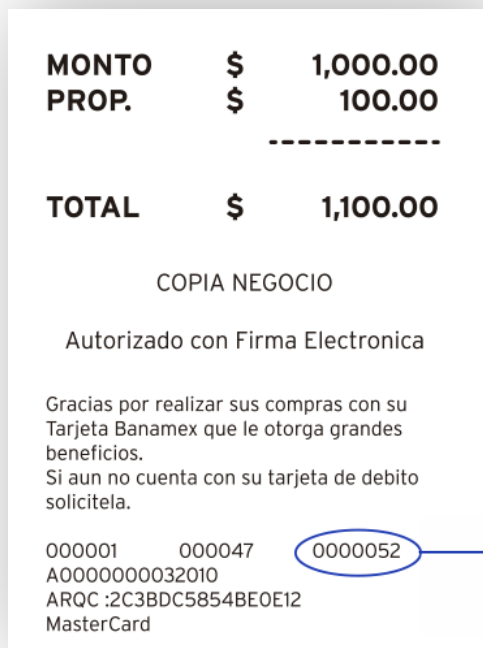 MONTO $ 1,000.00
PROP. $ 100.00
-----------
TOTAL $ 1,100.00
COPIA NEGOCIO
Autorizado con Firma Electronica
Gracias por realizar sus compras con su
Tarjeta Banamex que le otorga grandes
beneficios.
Si aun no cuenta con su tarjeta de debito
solicitela.
000001 000047 0000052
A0000000032010
ARQC :2C3BDC5854BE0E12
MasterCard